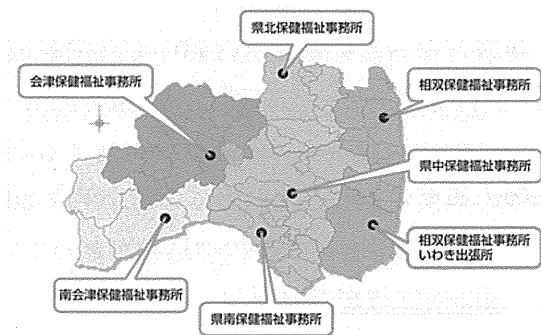 県北保健福祉事務所
会津保健福祉事務所
相双保健福祉事務所
県中保健福祉事務所
相双保健福祉事務所
いわき出張所
南会津保健福祉事務所
県南保健福祉事務所